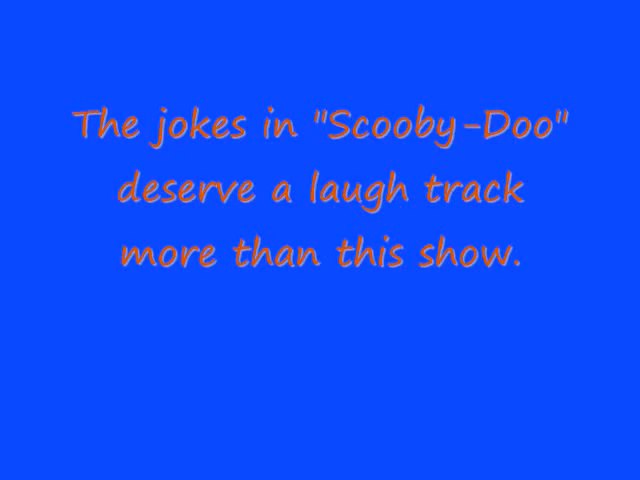 The jokes in "Scooby-Doo"
deserve a laugh track
more than this show.